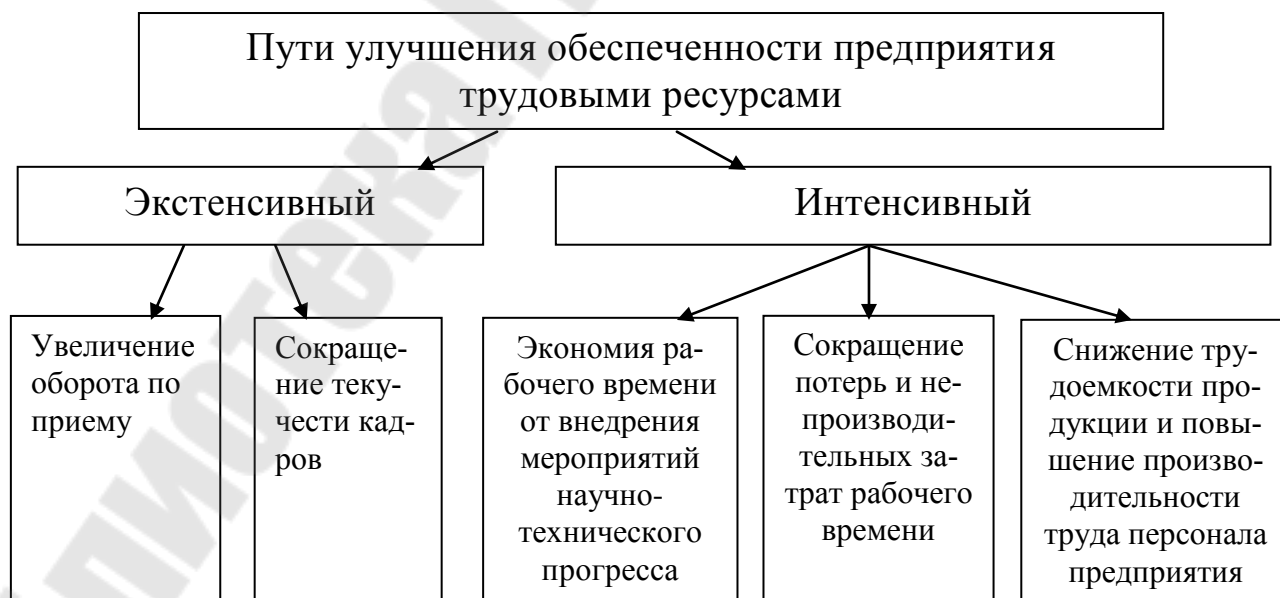 Пути улучшения обеспеченности предприятия
трудовыми ресурсами
Экстенсивный
Интенсивный
Увеличение
оборота по
приему
Сокраще-
ние теку-
чести кад-
ров
Экономия ра-
бочего времени
от внедрения
мероприятий
научно-
технического
прогресса
Сокращение
потерь и не-
производи-
тельных за-
трат рабочего
времени
Снижение тру-
доемкости про-
дукции и повы-
шение произво-
дительности
труда персонала
предприятия